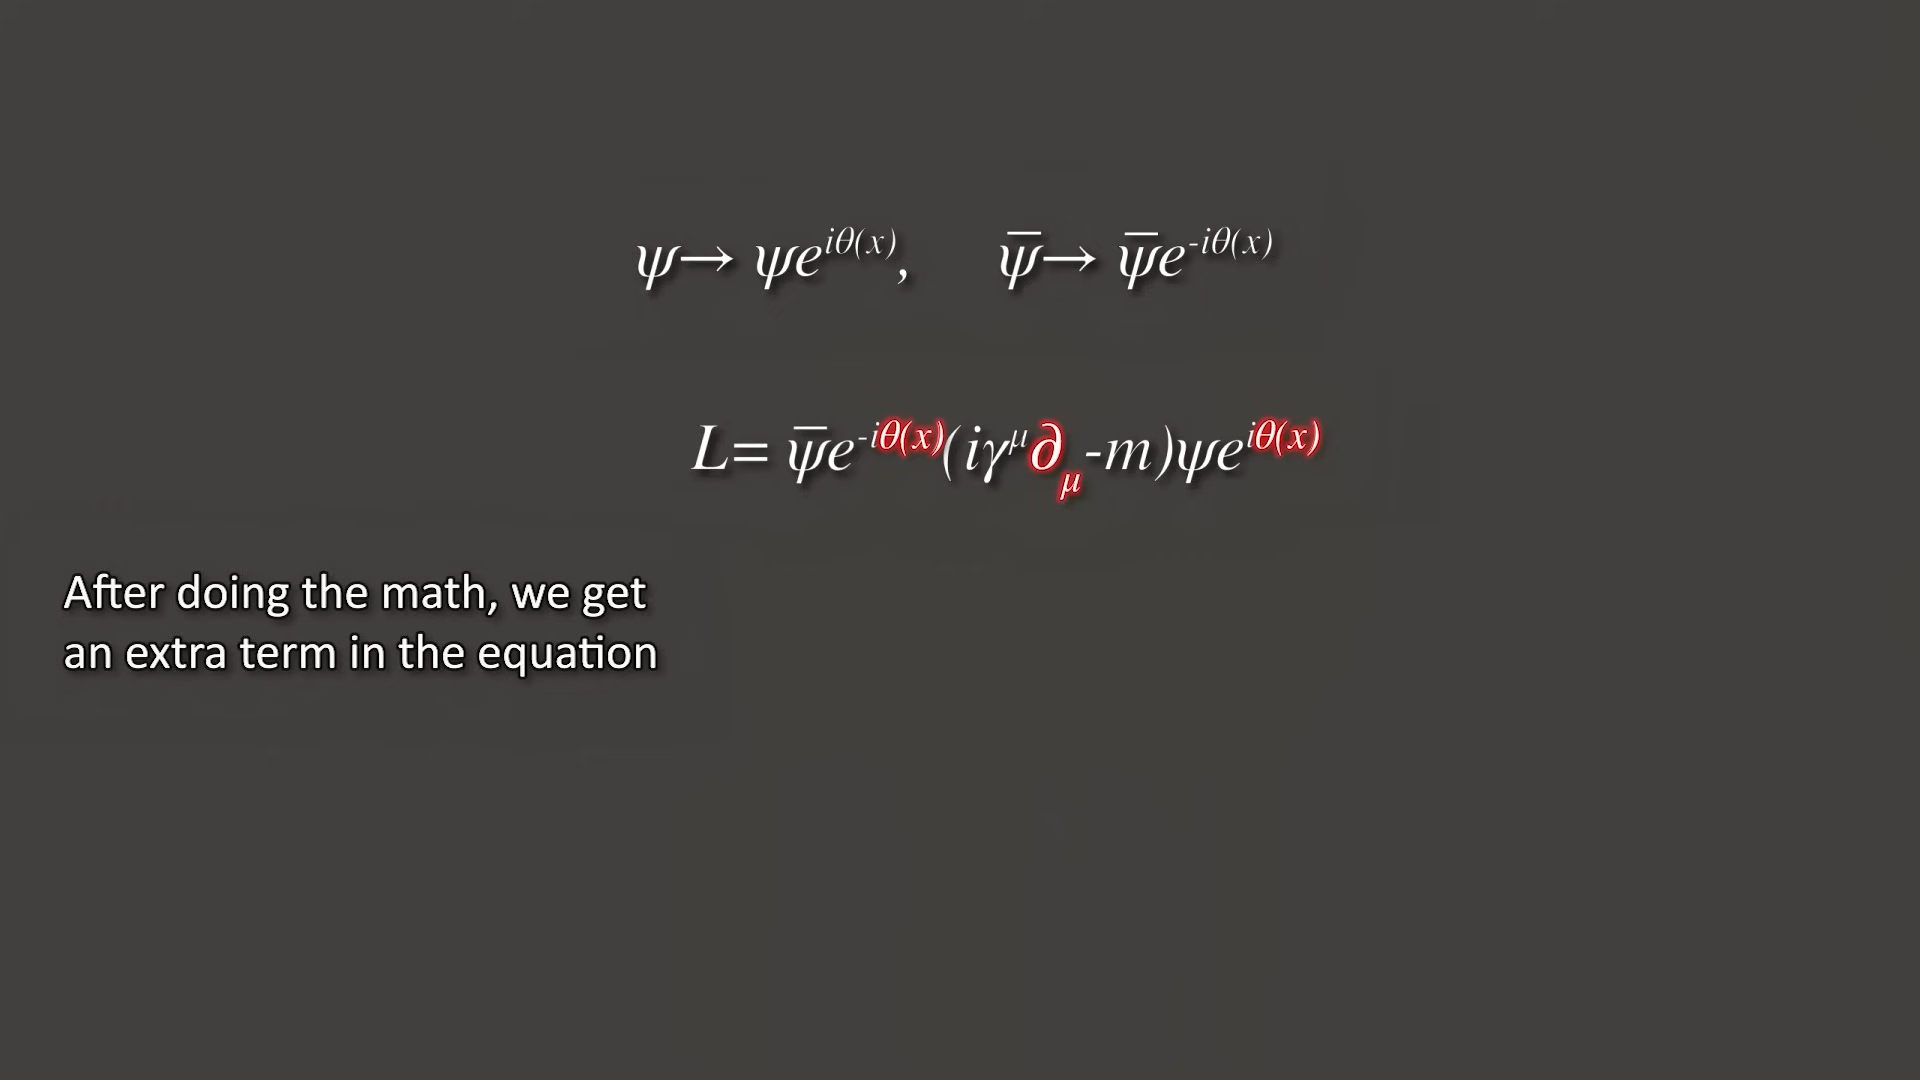 ψ→ ψe^{iθ(x)}, ψ̅→ ψ̅e^{-iθ(x)}
L= ψ̅e^{-iθ(x)}(iγ^μ∂_μ-m)ψe^{iθ(x)}
After doing the math, we get
an extra term in the equation